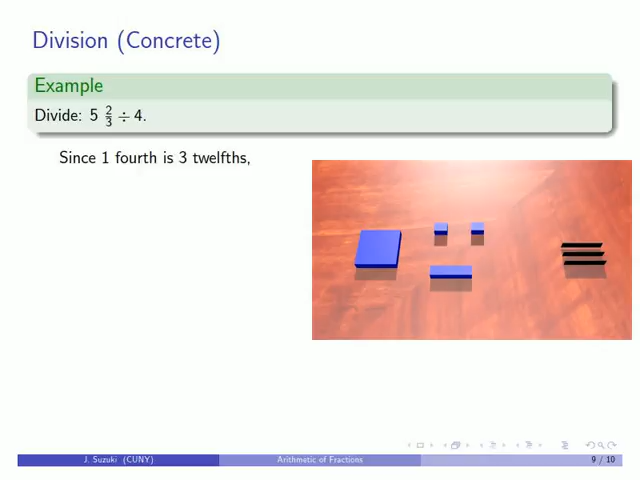 Division (Concrete)
Example
Divide: 5 2/3 ÷ 4.
Since 1 fourth is 3 twelfths,
J. Suzuki (CUNY)
Arithmetic of Fractions
9 / 10